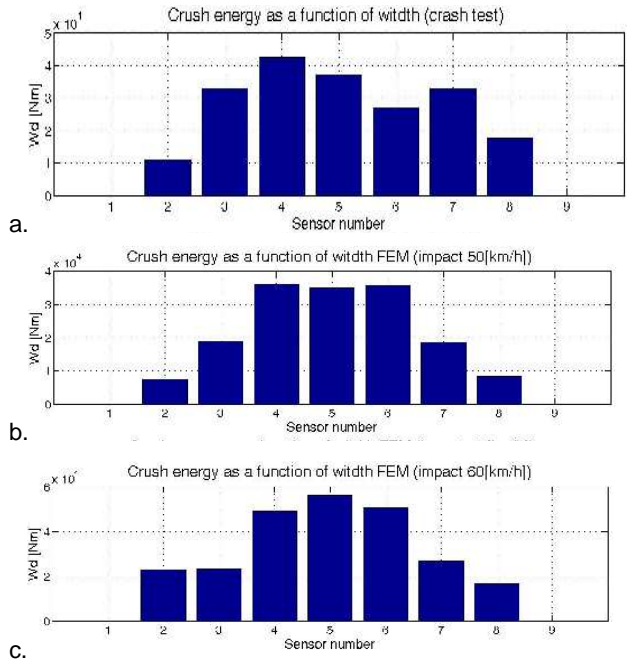 Crush energy as a function of witdth (crash test)
5 x 10
4
3
2
1
0
Wd [Nm]
1 2 3 4 5 6 7 8 9
Sensor number
a.
Crush energy as a function of witdth FEM (impact 50[km/h])
4 x 10^4
3
2
1
0
Wd [Nm]
1 2 3 4 5 6 7 8 9
Sensor number
b.
Crush energy as a function of witdth FEM (impact 60[km/h])
6 x 10
4
2
0
Wd [Nm]
1 2 3 4 5 6 7 8 9
Sensor number
c.